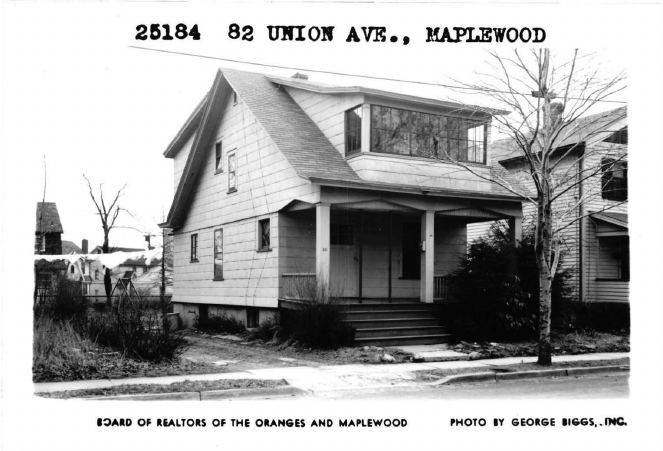 25184 82 UNION AVE., MAPLEWOOD
BOARD OF REALTORS OF THE ORANGES AND MAPLEWOOD PHOTO BY GEORGE BIGGS, INC.